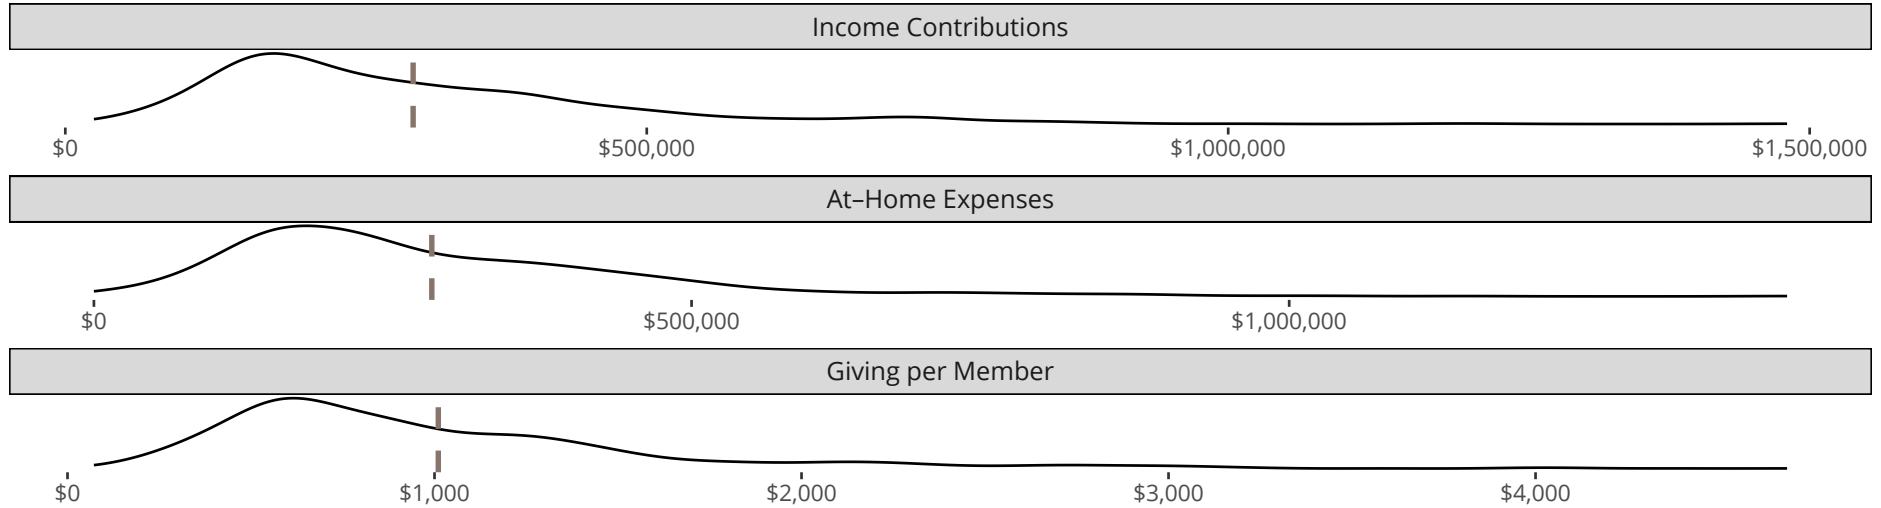 Income Contributions
$0 $500,000 $1,000,000 $1,500,000
At–Home Expenses
$0 $500,000 $1,000,000
Giving per Member
$0 $1,000 $2,000 $3,000 $4,000